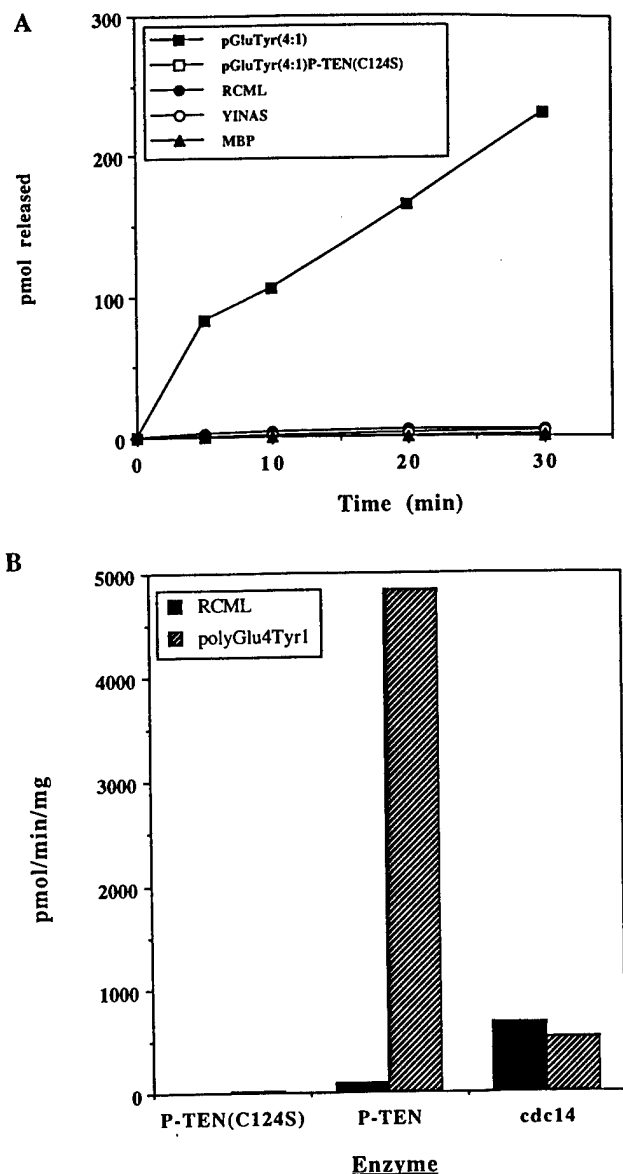 A
300
200
100
0
pmol released
pGluTyr(4:1)
pGluTyr(4:1)P-TEN(C124S)
RCML
YINAS
MBP
0
10
20
30
Time (min)
B
5000
4000
3000
2000
1000
0
pmol/min/mg
RCML
polyGlu4Tyr1
P-TEN(C124S)
P-TEN
cdc14
Enzyme